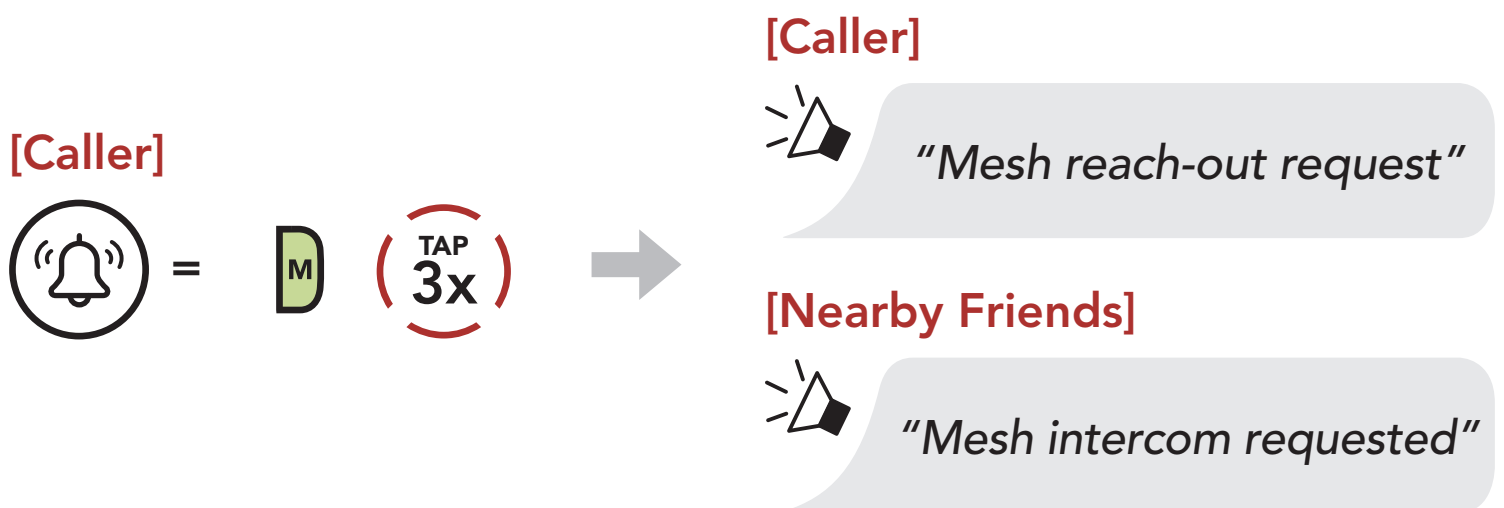 [Caller]
=
M
TAP
3x
[Caller]
“Mesh reach-out request”
[Nearby Friends]
“Mesh intercom requested”